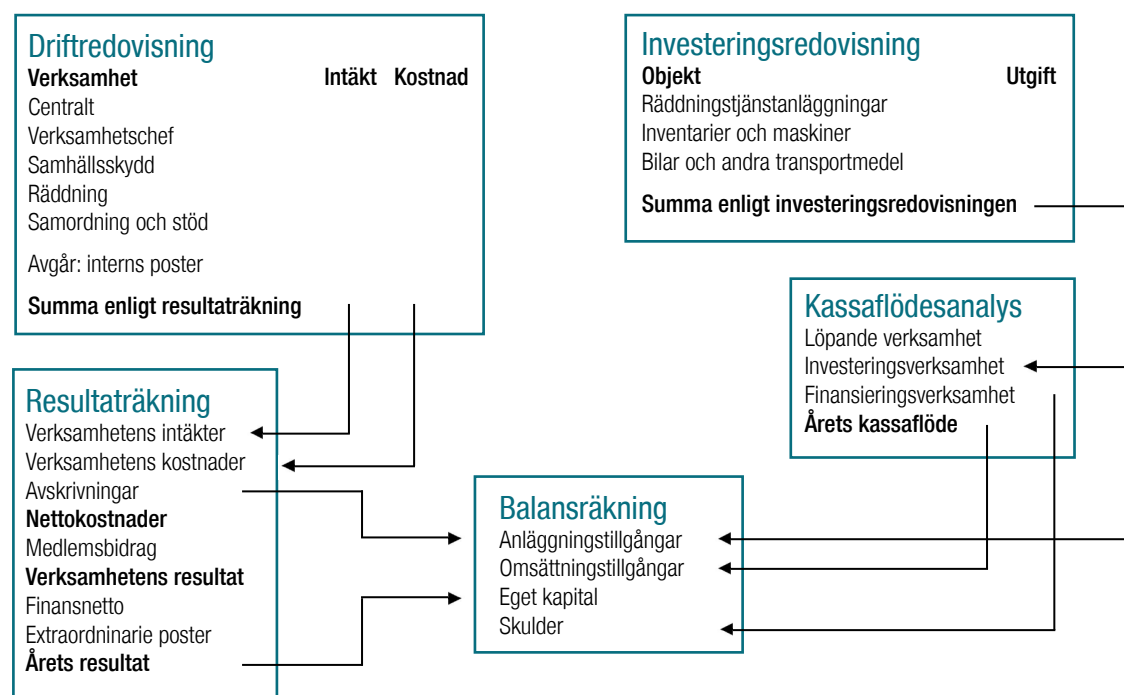 Driftredovisning
Verksamhet Intäkt Kostnad
Centralt
Verksamhetschef
Samhällsskydd
Räddning
Samordning och stöd
Avgår: interns poster
Summa enligt resultaträkning
Investeringsredovisning
Objekt Utgift
Räddningstjänstanläggningar
Inventarier och maskiner
Bilar och andra transportmedel
Summa enligt investeringsredovisningen
Kassaflödesanalys
Löpande verksamhet
Investeringsverksamhet
Finansieringsverksamhet
Årets kassaflöde
Resultaträkning
Verksamhetens intäkter
Verksamhetens kostnader
Avskrivningar
Nettokostnader
Medlemsbidrag
Verksamhetens resultat
Finansnetto
Extraordninarie poster
Årets resultat
Balansräkning
Anläggningstillgångar
Omsättningstillgångar
Eget kapital
Skulder